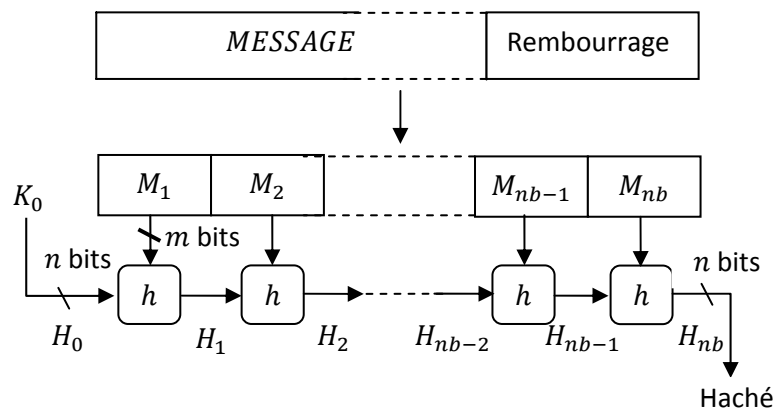 MESSAGE Rembourrage
M₁ M₂ Mₙb₋₁ Mₙb
K₀
m bits
n bits n bits
h h h h
H₀ H₁ H₂ Hₙb₋₂ Hₙb₋₁ Hₙb
Haché